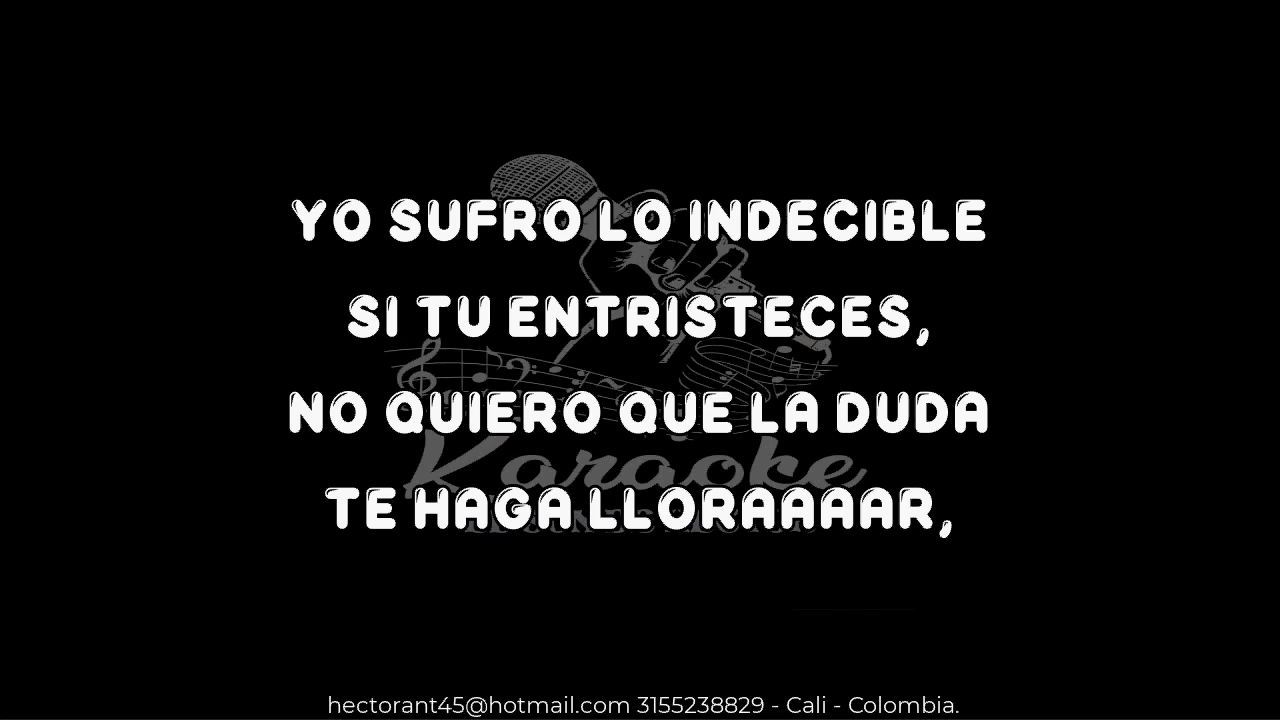 YO SUFRO LO INDECIBLE
SI TU ENTRISTECES,
NO QUIERO QUE LA DUDA
Karaoke
TE HAGA LLORAAAAR,
hectorant45@hotmail.com 3155238829 - Cali - Colombia.